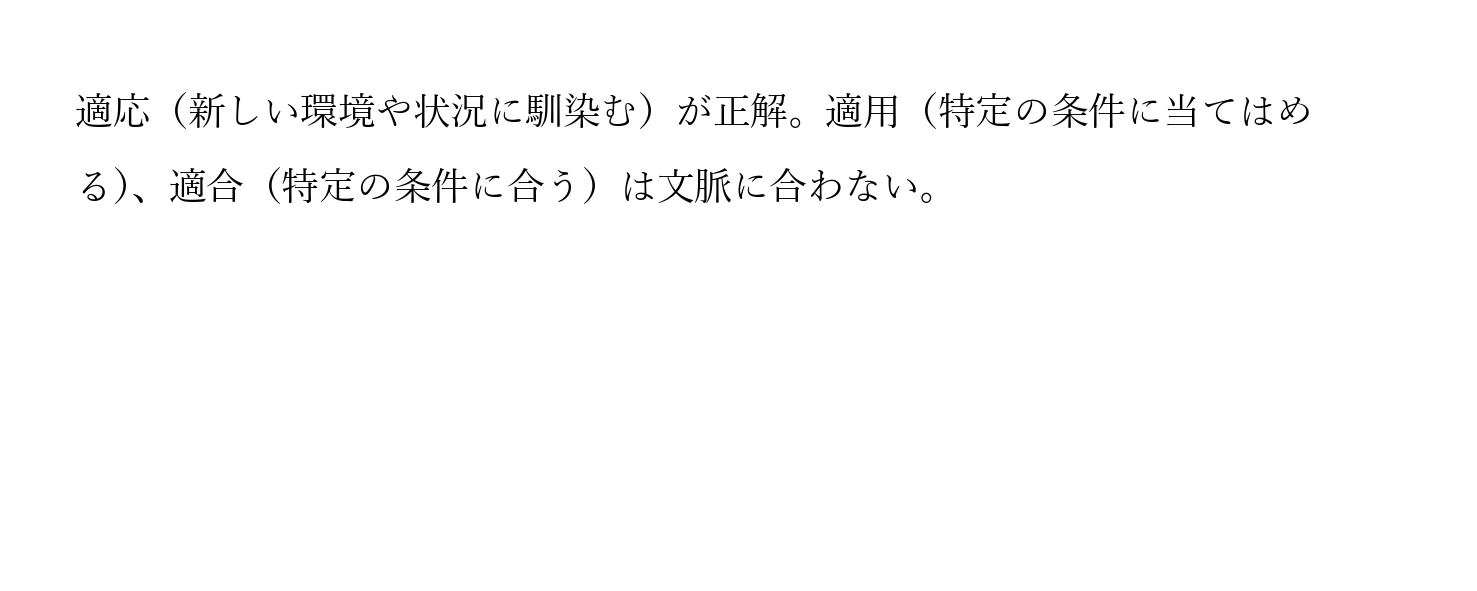 適応（新しい環境や状況に馴染む）が正解。適用（特定の条件に当てはめ
る）、適合（特定の条件に合う）は文脈に合わない。